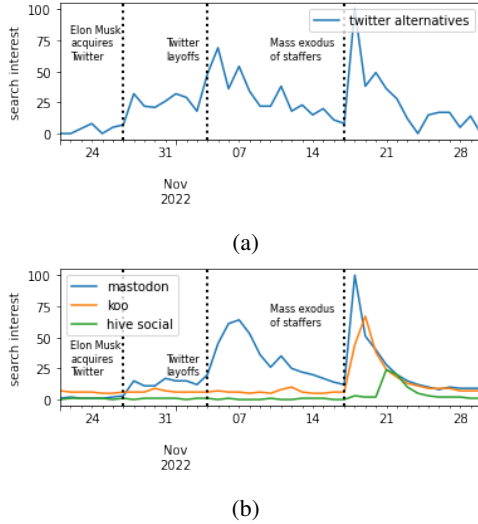 search interest
100
75
50
25
0
Elon Musk
acquires
Twitter
Twitter
layoffs
Mass exodus
of staffers
twitter alternatives
24
31
07
14
21
28
Nov
2022
(a)
search interest
100
75
50
25
0
mastodon
koo
hive social
Elon Musk
acquires
Twitter
Twitter
layoffs
Mass exodus
of staffers
24
31
07
14
21
28
Nov
2022
(b)